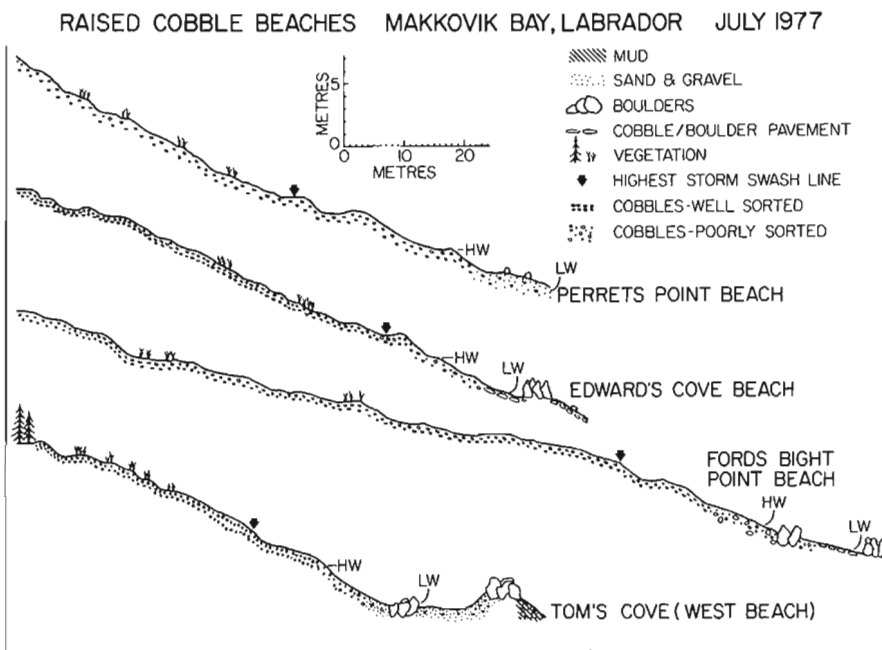 RAISED COBBLE BEACHES MAKKOVIK BAY, LABRADOR JULY 1977
5
METRES
0
0 10 20
METRES
MUD
SAND & GRAVEL
BOULDERS
COBBLE/BOULDER PAVEMENT
VEGETATION
HIGHEST STORM SWASH LINE
COBBLES-WELL SORTED
COBBLES-POORLY SORTED
HW
LW
PERRETS POINT BEACH
HW
LW
EDWARD'S COVE BEACH
FORDS BIGHT
POINT BEACH
HW
LW
HW
LW
TOM'S COVE (WEST BEACH)